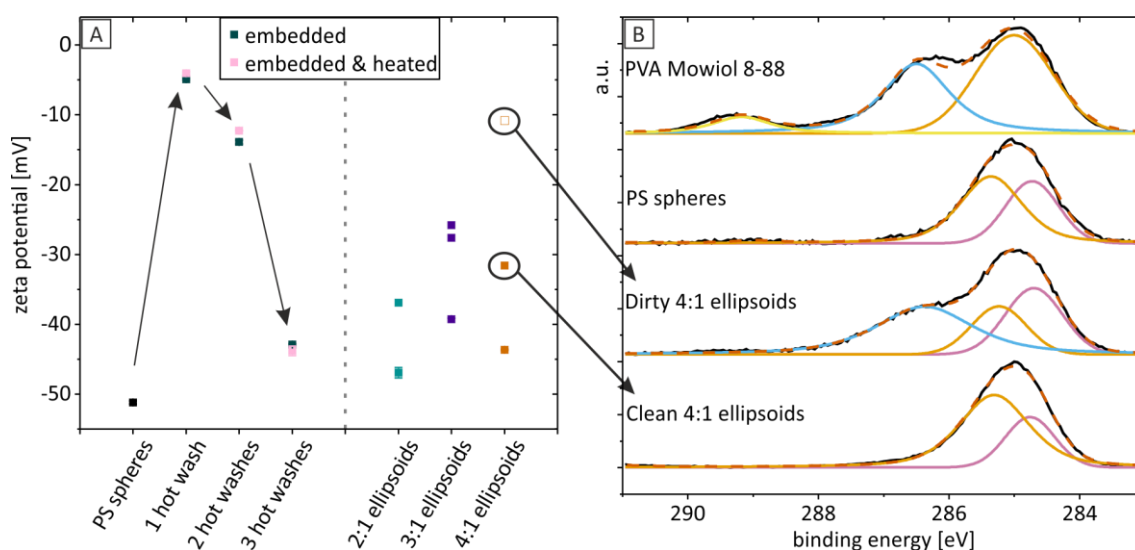 A
embedded
embedded & heated
zeta potential [mV]
0
-10
-20
-30
-40
-50
PS spheres
1 hot wash
2 hot washes
3 hot washes
2:1 ellipsoids
3:1 ellipsoids
4:1 ellipsoids
B
a.u.
PVA Mowiol 8-88
PS spheres
Dirty 4:1 ellipsoids
Clean 4:1 ellipsoids
290
288
286
284
binding energy [eV]